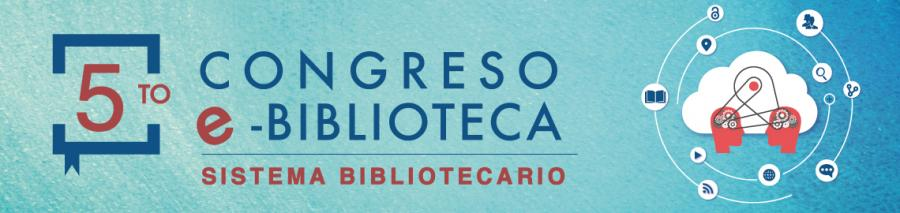 5TO
CONGRESO
e-BIBLIOTECA
SISTEMA BIBLIOTECARIO